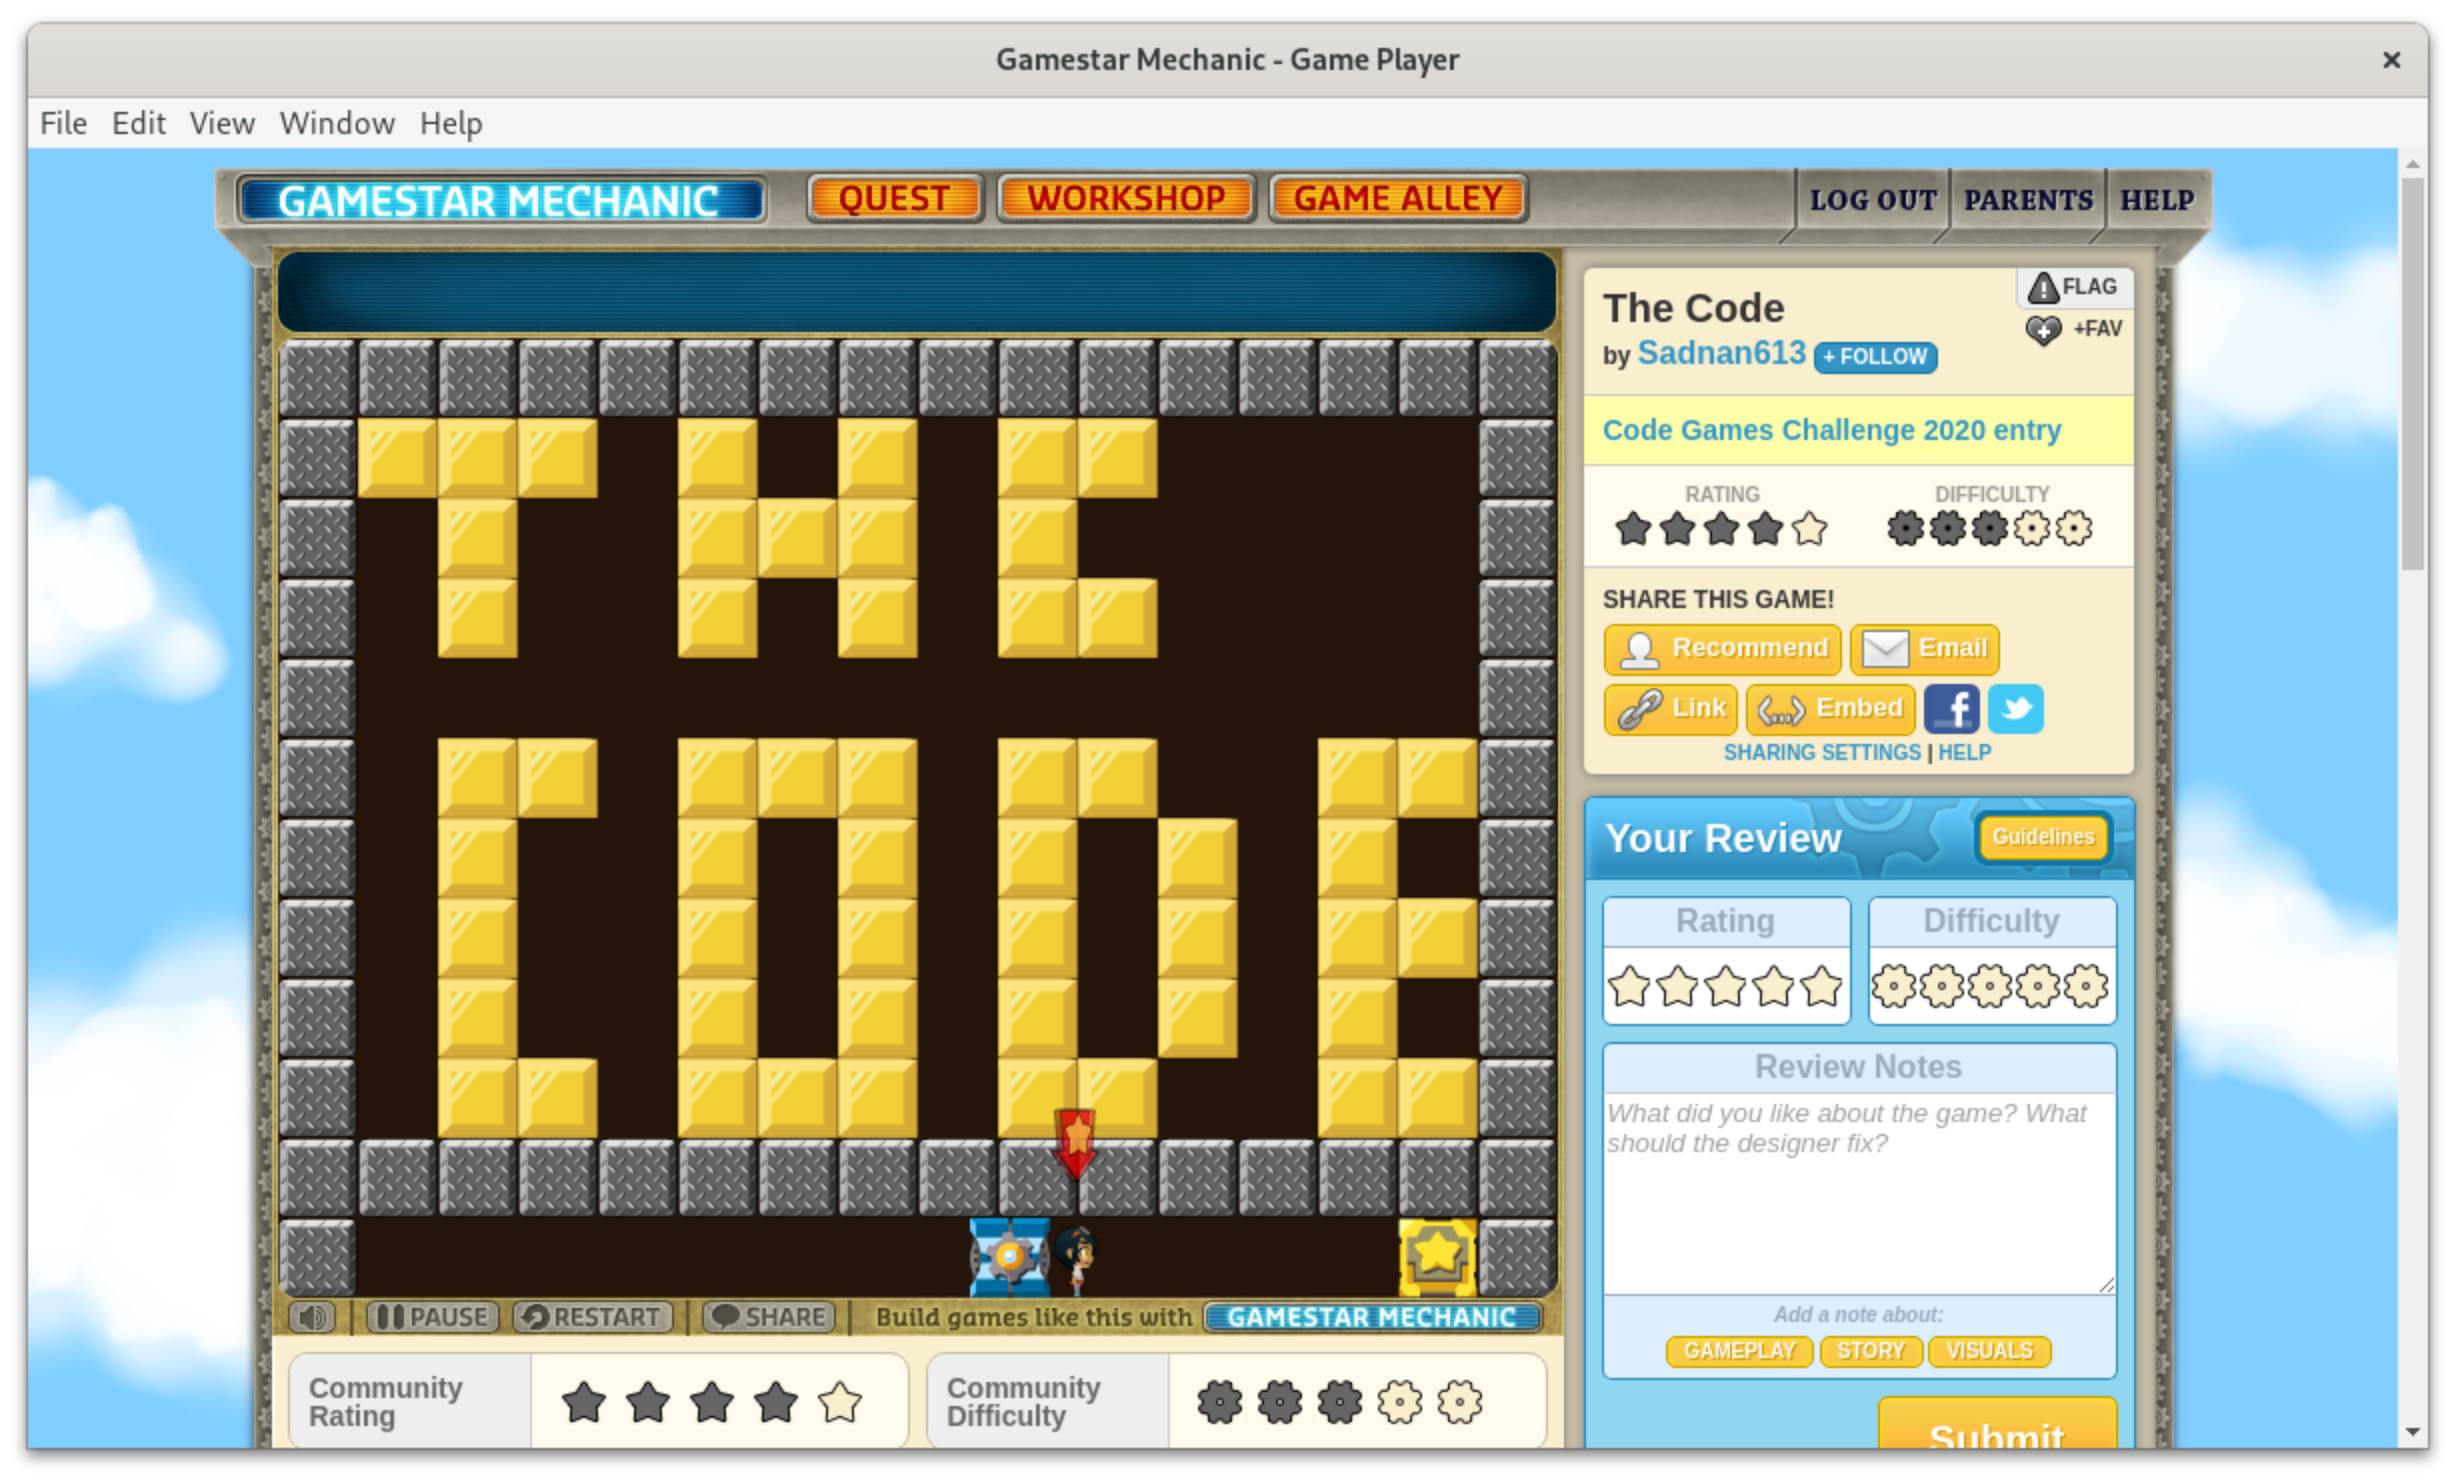 Gamestar Mechanic - Game Player
File Edit View Window Help
GAMESTAR MECHANIC QUEST WORKSHOP GAME ALLEY LOG OUT PARENTS HELP
THE
CODE
PAUSE RESTART SHARE Build games like this with GAMESTAR MECHANIC
Community
Rating
Community
Difficulty
The Code
FLAG
+FAV
by Sadnan613 + FOLLOW
Code Games Challenge 2020 entry
RATING DIFFICULTY
SHARE THIS GAME!
Recommend Email
Link Embed f
SHARING SETTINGS | HELP
Your Review Guidelines
Rating Difficulty
Review Notes
What did you like about the game? What
should the designer fix?
Add a note about:
GAMEPLAY STORY VISUALS
Submit